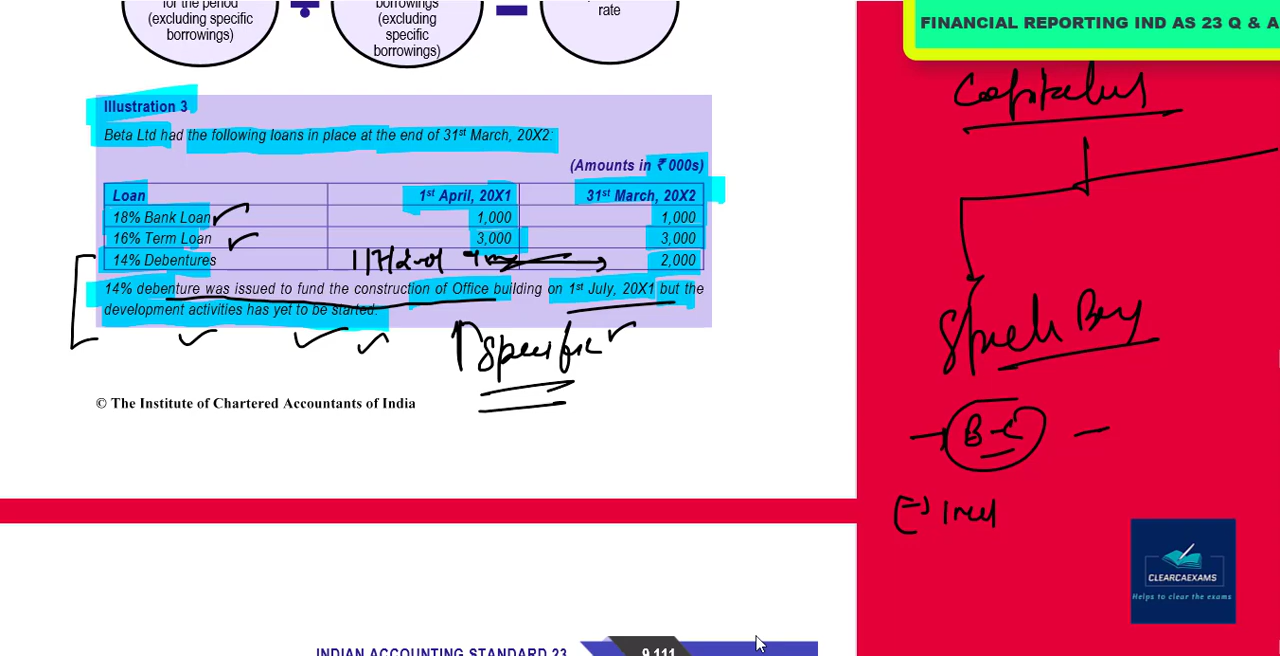 for the period
(excluding specific
borrowings)
borrowings
(excluding
specific
borrowings)
rate
FINANCIAL REPORTING IND AS 23 Q & A
Illustration 3
Beta Ltd had the following loans in place at the end of 31st March, 20X2:
(Amounts in ₹ 000s)
Loan 1st April, 20X1 31st March, 20X2
18% Bank Loan 1,000 1,000
16% Term Loan 3,000 3,000
14% Debentures 2,000
14% debenture was issued to fund the construction of Office building on 1st July, 20X1 but the
development activities has yet to be started.
Specific
B-C
© The Institute of Chartered Accountants of India
CLEARCAEXAMS
Helps to clear the exams
INDIAN ACCOUNTING STANDARD 23 9.111